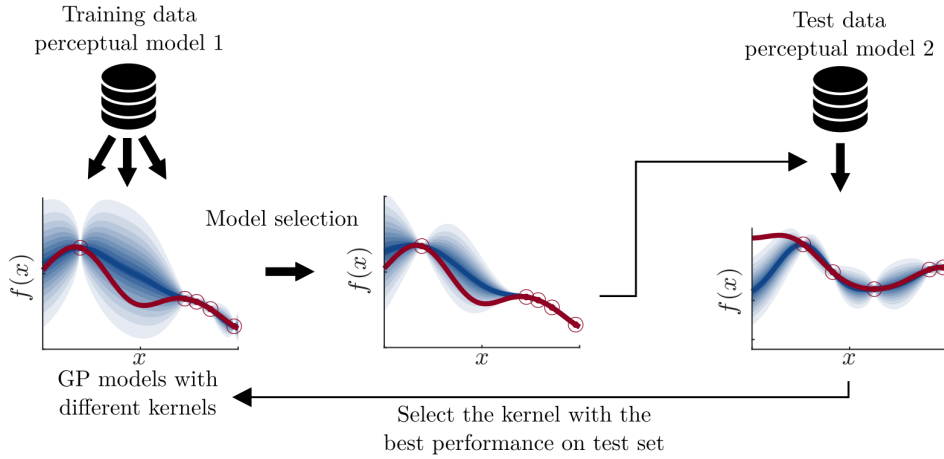 Training data
perceptual model 1
Test data
perceptual model 2
Model selection
f(x)
x
f(x)
x
f(x)
x
GP models with
different kernels
Select the kernel with the
best performance on test set